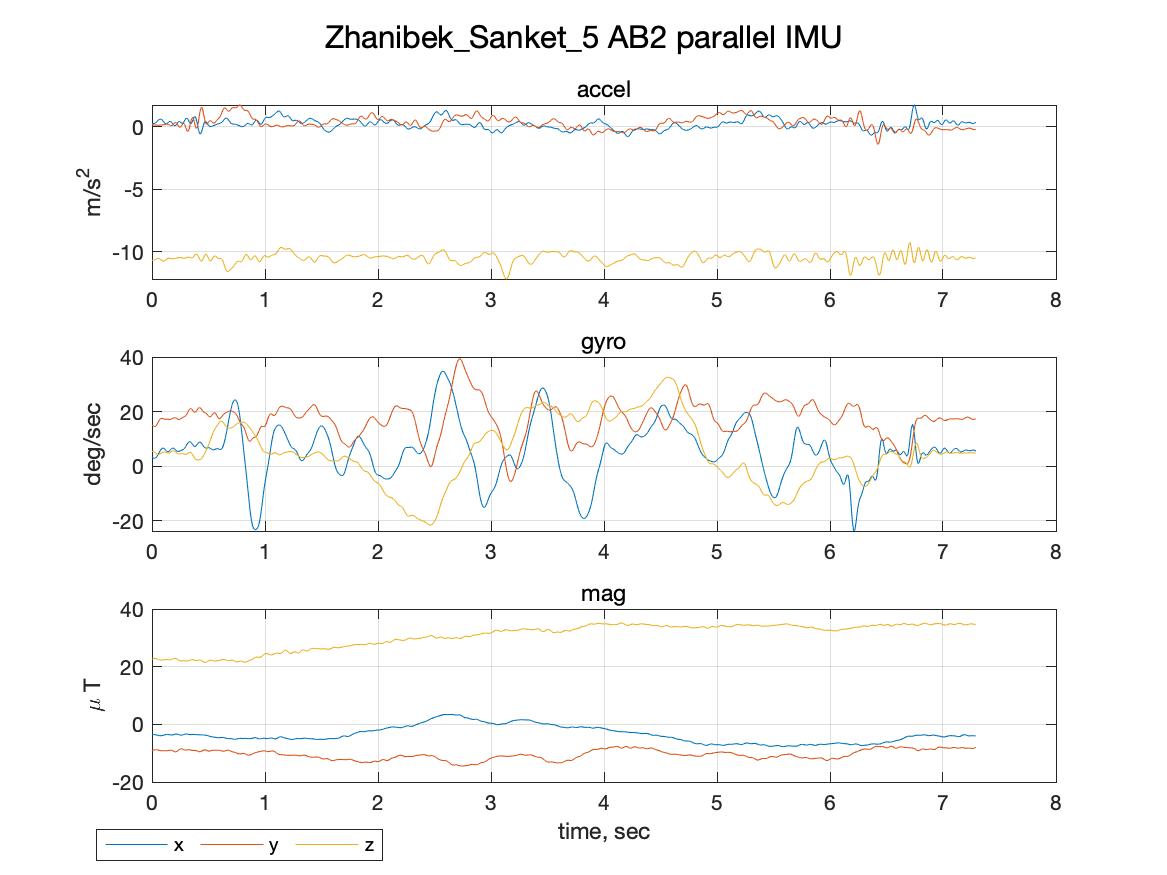 Zhanibek_Sanket_5 AB2 parallel IMU
accel
m/s²
0
-5
-10
0 1 2 3 4 5 6 7 8
gyro
deg/sec
40
20
0
-20
0 1 2 3 4 5 6 7 8
mag
μ T
40
20
0
-20
0 1 2 3 4 5 6 7 8
time, sec
x y z